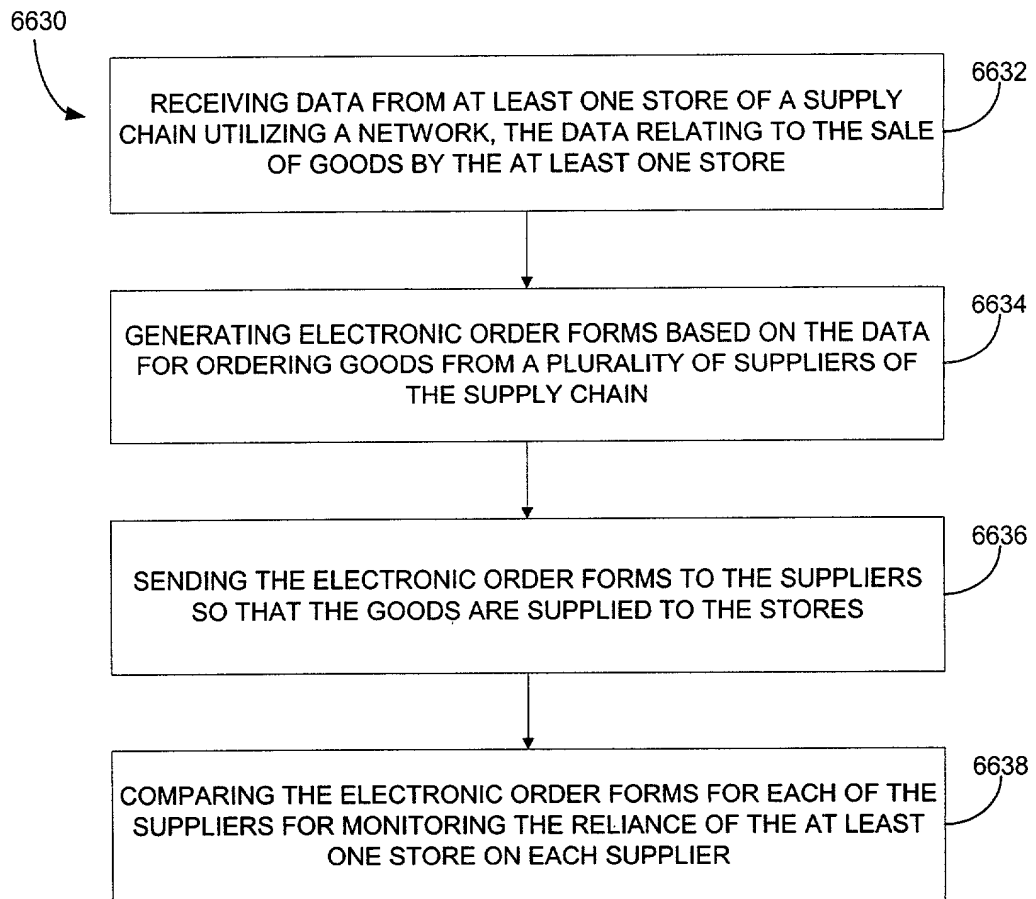 6630
6632
RECEIVING DATA FROM AT LEAST ONE STORE OF A SUPPLY
CHAIN UTILIZING A NETWORK, THE DATA RELATING TO THE SALE
OF GOODS BY THE AT LEAST ONE STORE
6634
GENERATING ELECTRONIC ORDER FORMS BASED ON THE DATA
FOR ORDERING GOODS FROM A PLURALITY OF SUPPLIERS OF
THE SUPPLY CHAIN
6636
SENDING THE ELECTRONIC ORDER FORMS TO THE SUPPLIERS
SO THAT THE GOODS ARE SUPPLIED TO THE STORES
6638
COMPARING THE ELECTRONIC ORDER FORMS FOR EACH OF THE
SUPPLIERS FOR MONITORING THE RELIANCE OF THE AT LEAST
ONE STORE ON EACH SUPPLIER